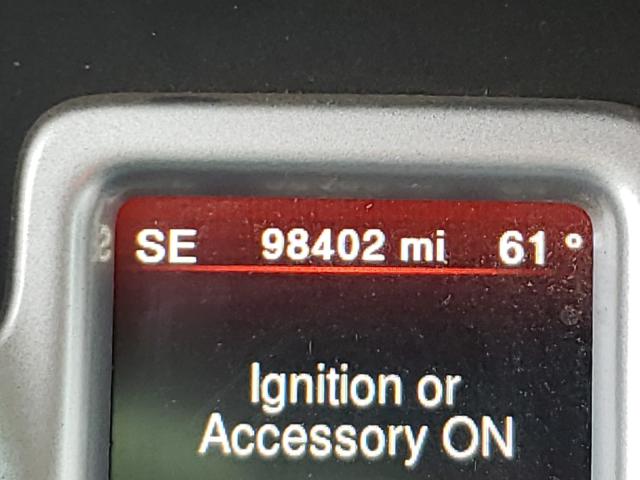 SE 98402 mi 61°
Ignition or
Accessory ON